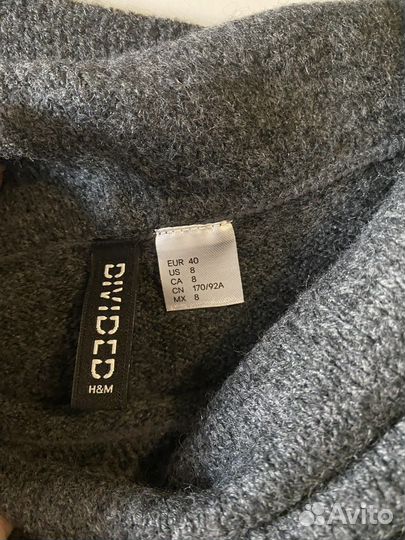 DIVIDED
H&M
EUR 40
US 8
CA 8
CN 170/92A
MX 8
Avito